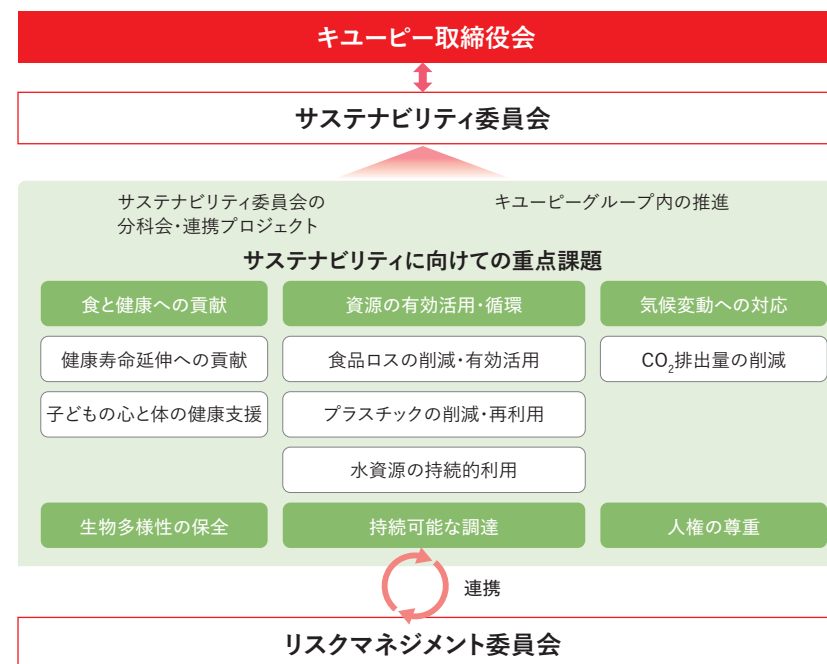 キユーピー取締役会
サステナビリティ委員会
サステナビリティ委員会の
分科会・連携プロジェクト
キユーピーグループ内の推進
サステナビリティに向けての重点課題
食と健康への貢献
資源の有効活用・循環
気候変動への対応
健康寿命延伸への貢献
食品ロスの削減・有効活用
CO₂排出量の削減
子どもの心と体の健康支援
プラスチックの削減・再利用
水資源の持続的利用
生物多様性の保全
持続可能な調達
人権の尊重
連携
リスクマネジメント委員会